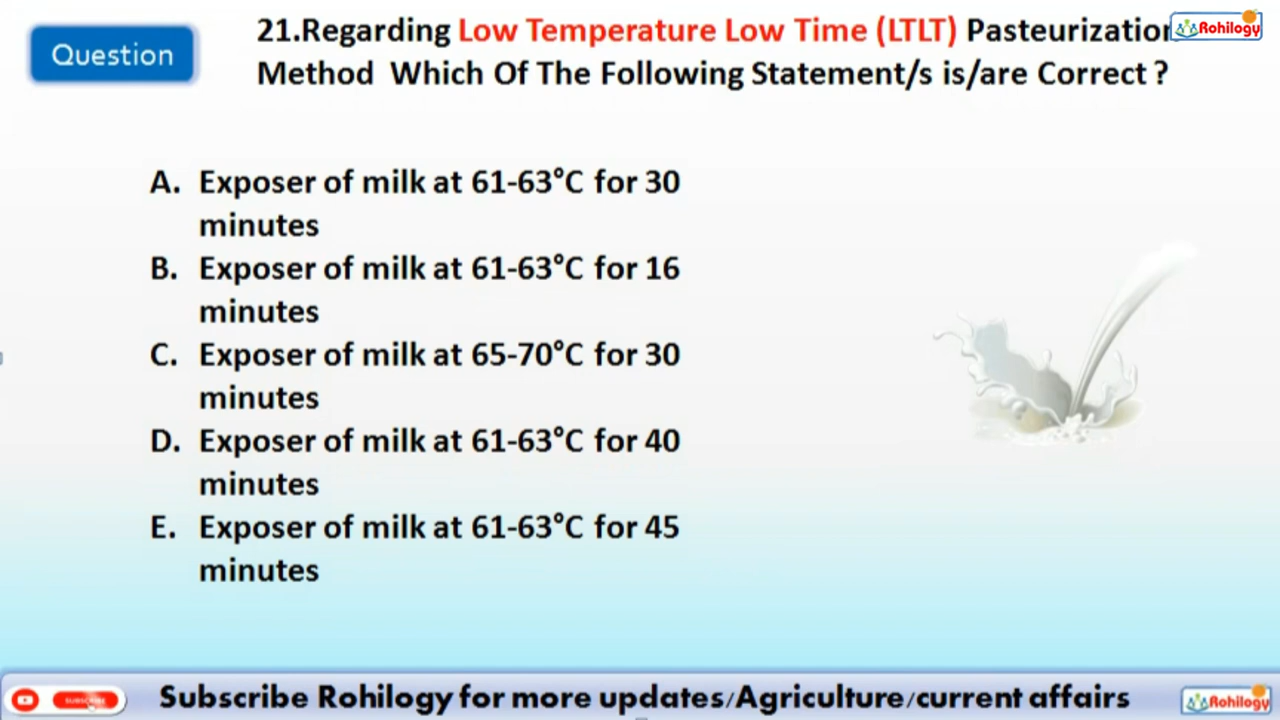 Question
21.Regarding Low Temperature Low Time (LTLT) Pasteurization
Rohilogy
Method Which Of The Following Statement/s is/are Correct ?
A. Exposer of milk at 61-63°C for 30
minutes
B. Exposer of milk at 61-63°C for 16
minutes
C. Exposer of milk at 65-70°C for 30
minutes
D. Exposer of milk at 61-63°C for 40
minutes
E. Exposer of milk at 61-63°C for 45
minutes
SUBSCRIBE
Subscribe Rohilogy for more updates/Agriculture/current affairs
Rohilogy